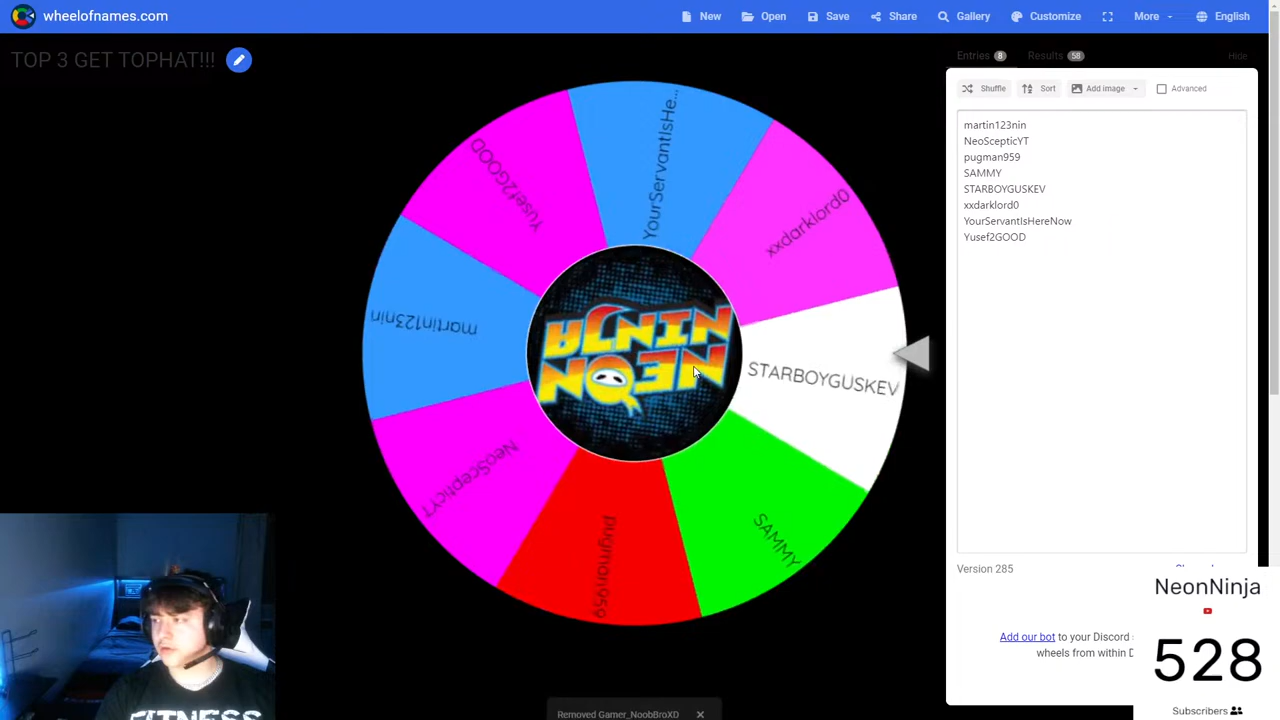 wheelofnames.com
New
Open
Save
Share
Gallery
Customize
More
English
TOP 3 GET TOPHAT!!!
Entries 8
Results 58
Hide
Shuffle
Sort
Add image
Advanced
martin123nin
NeoScepticYT
pugman959
SAMMY
STARBOYGUSKEV
xxdarklord0
YourServantIsHereNow
Yusef2GOOD
YourServantIsHe...
xxdarklord0
STARBOYGUSKEV
SAMMY
pugman959
NeoScepticYT
martin123nin
Yusef2GOOD
NEON
NINJA
Version 285
Add our bot to your Discord
wheels from within D
NeonNinja
528
Subscribers
Removed Gamer_NoobBroXD
FITNESS